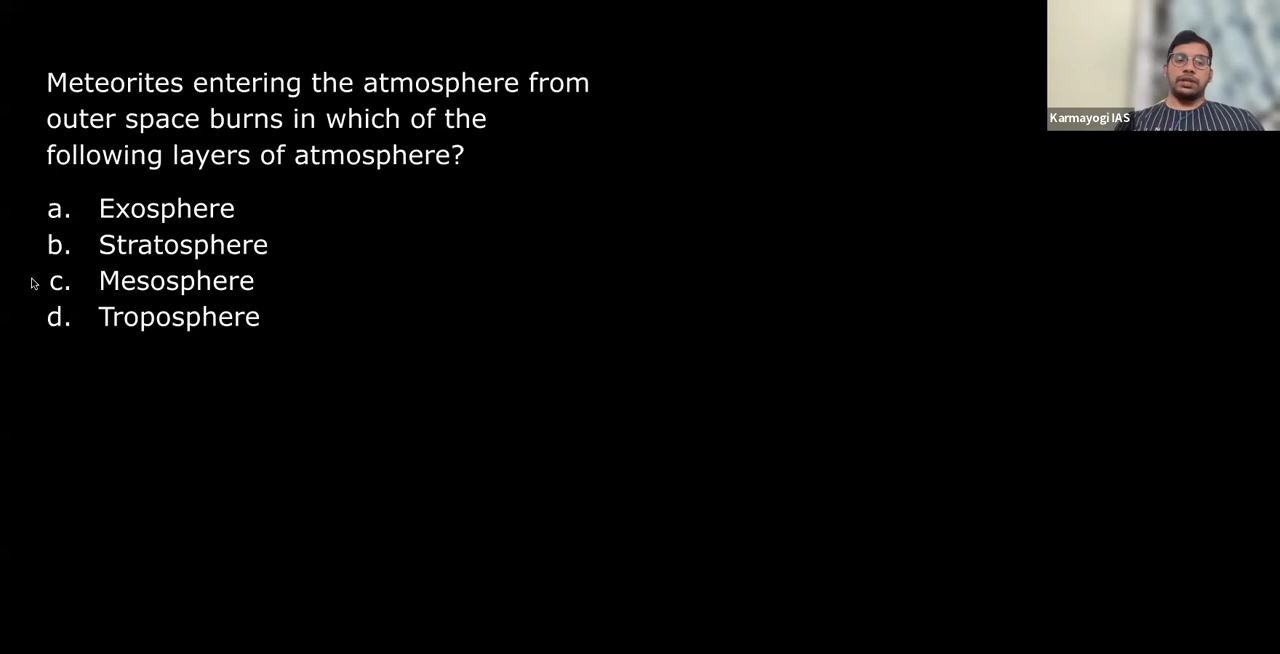 Meteorites entering the atmosphere from
outer space burns in which of the
following layers of atmosphere?
a. Exosphere
b. Stratosphere
c. Mesosphere
d. Troposphere
Karmayogi IAS